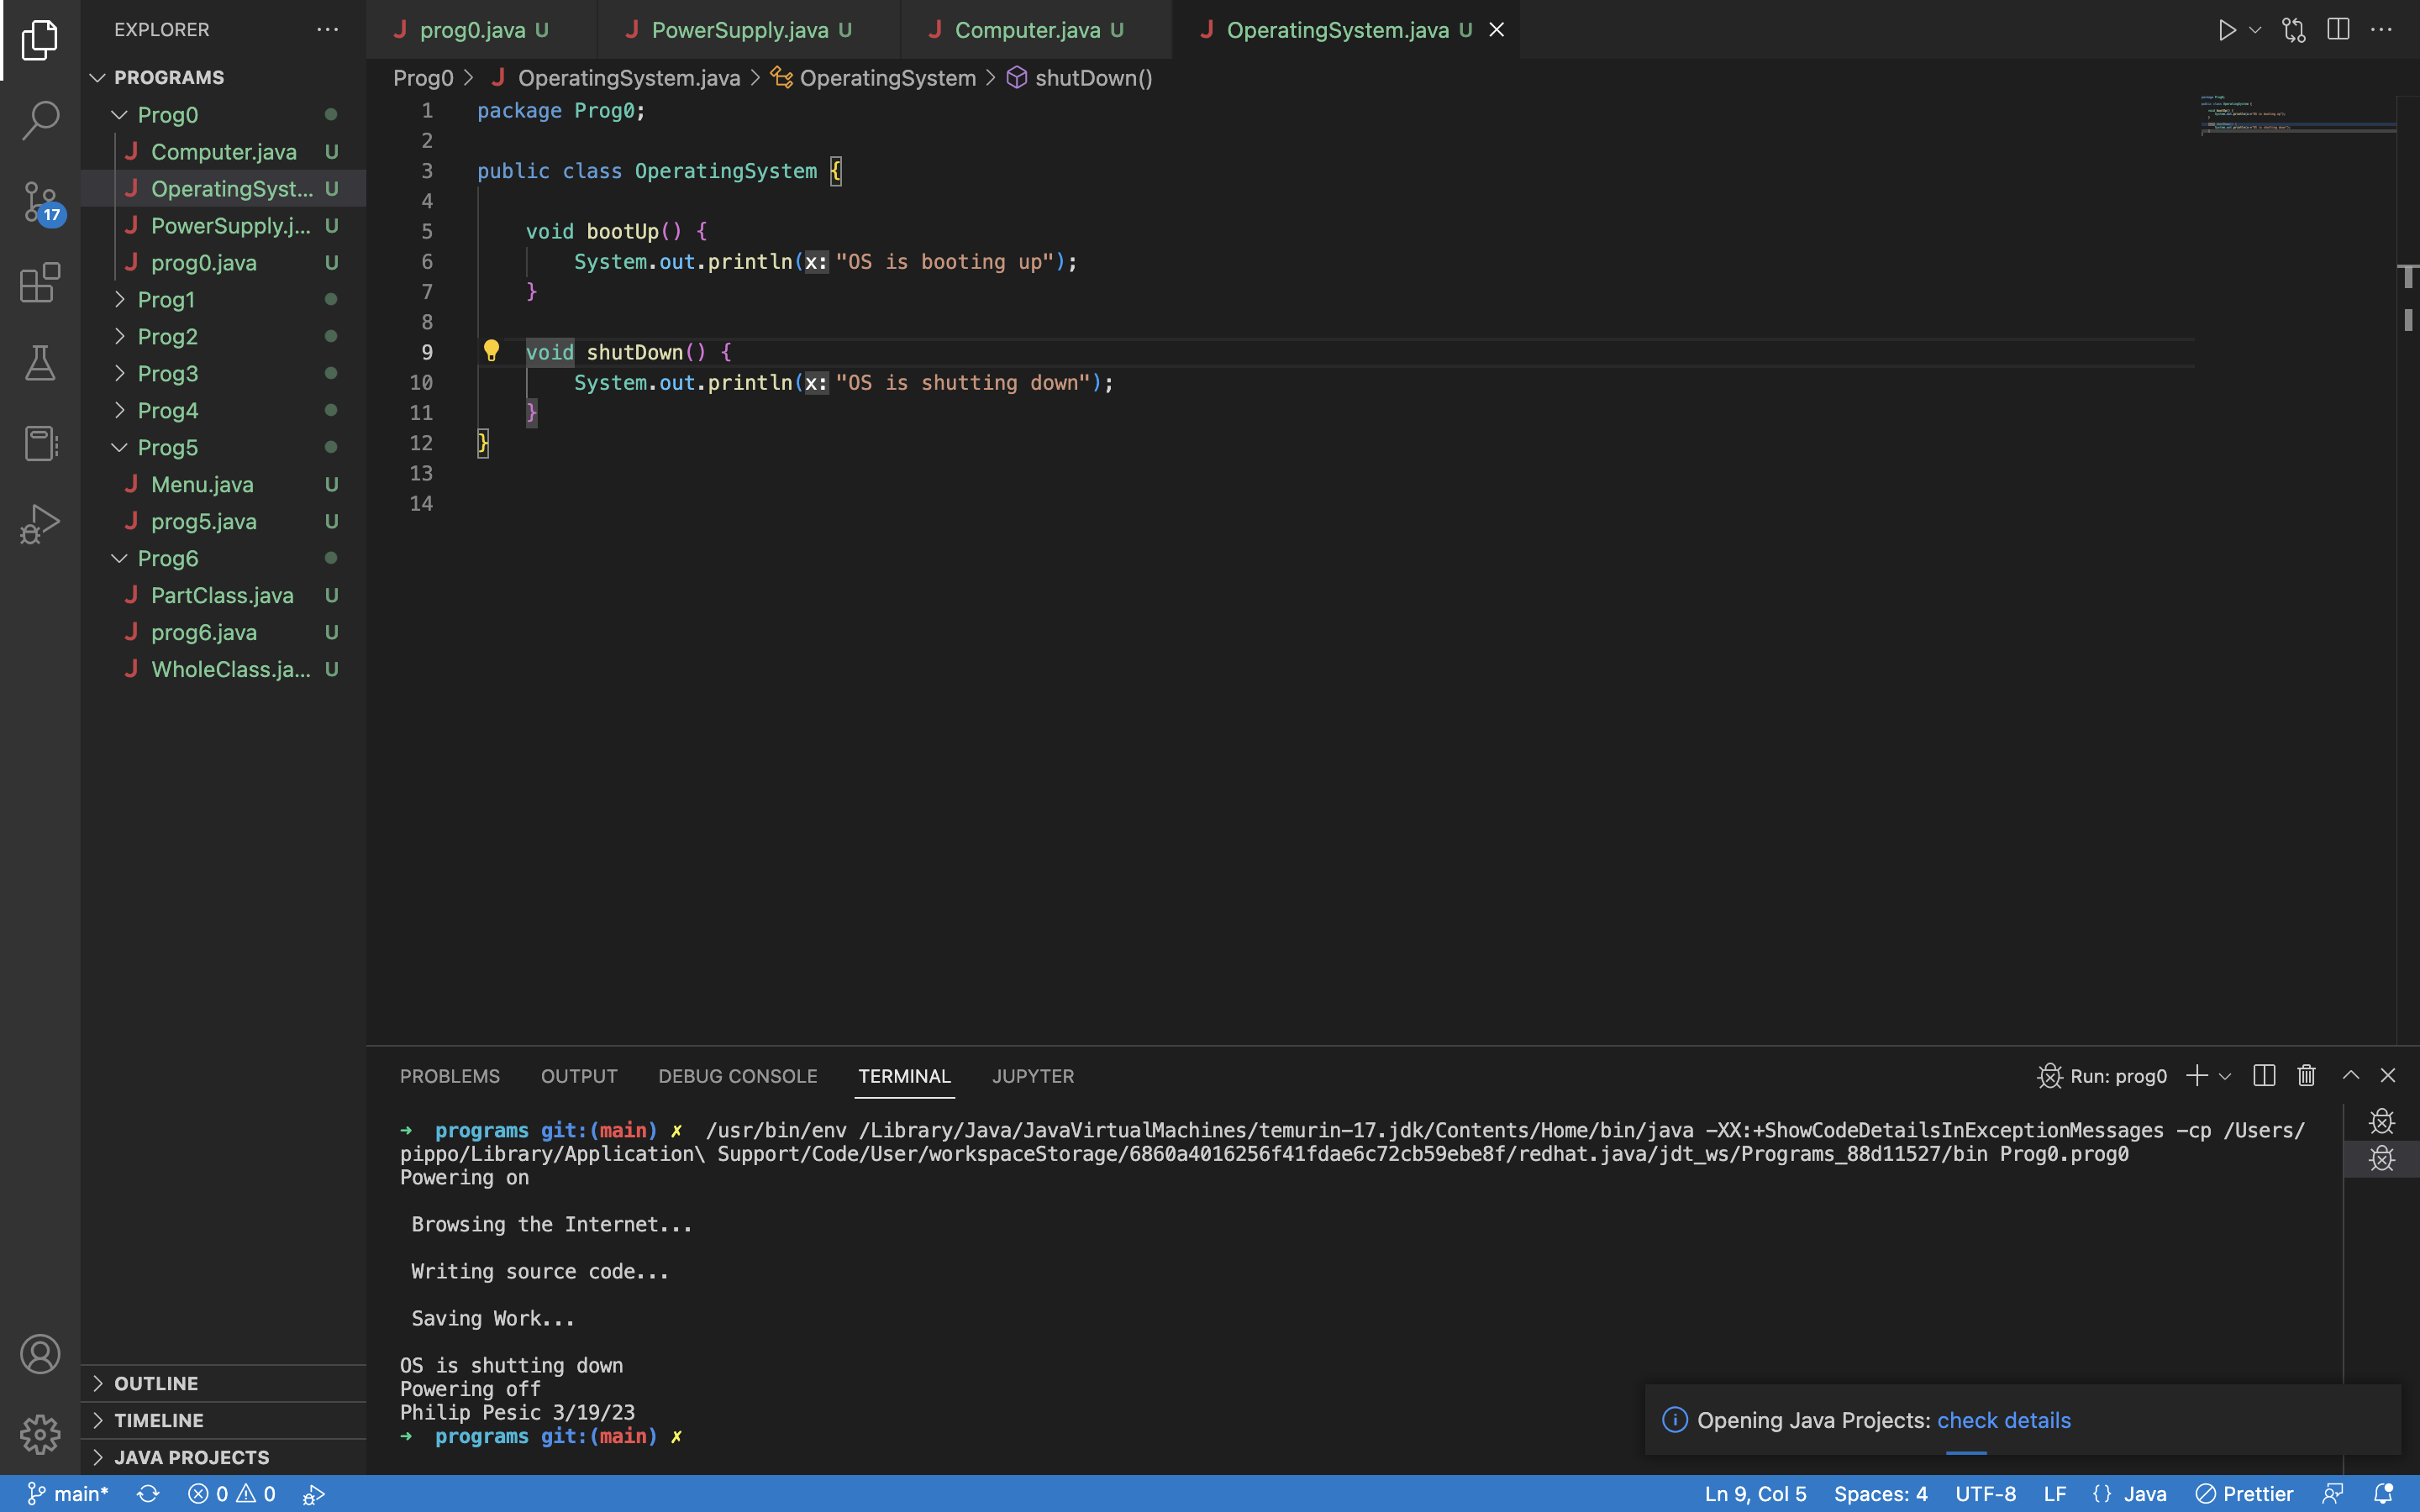 EXPLORER
PROGRAMS
Prog0
Computer.java U
OperatingSyst... U
PowerSupply.j... U
prog0.java U
Prog1
Prog2
Prog3
Prog4
Prog5
Menu.java U
prog5.java U
Prog6
PartClass.java U
prog6.java U
WholeClass.ja... U
OUTLINE
TIMELINE
JAVA PROJECTS
17
prog0.java U
PowerSupply.java U
Computer.java U
OperatingSystem.java U
Prog0 > OperatingSystem.java > OperatingSystem > shutDown()
1 package Prog0;
2
3 public class OperatingSystem {
4
5 void bootUp() {
6 System.out.println(x: "OS is booting up");
7 }
8
9 void shutDown() {
10 System.out.println(x: "OS is shutting down");
11 }
12 }
13
14
PROBLEMS OUTPUT DEBUG CONSOLE TERMINAL JUPYTER
Run: prog0
→ programs git:(main) ✗ /usr/bin/env /Library/Java/JavaVirtualMachines/temurin-17.jdk/Contents/Home/bin/java -XX:+ShowCodeDetailsInExceptionMessages -cp /Users/
pippo/Library/Application\ Support/Code/User/workspaceStorage/6860a4016256f41fdae6c72cb59ebe8f/redhat.java/jdt_ws/Programs_88d11527/bin Prog0.prog0
Powering on
Browsing the Internet...
Writing source code...
Saving Work...
OS is shutting down
Powering off
Philip Pesic 3/19/23
→ programs git:(main) ✗
Opening Java Projects: check details
main* 0 0
Ln 9, Col 5 Spaces: 4 UTF-8 LF {} Java Prettier